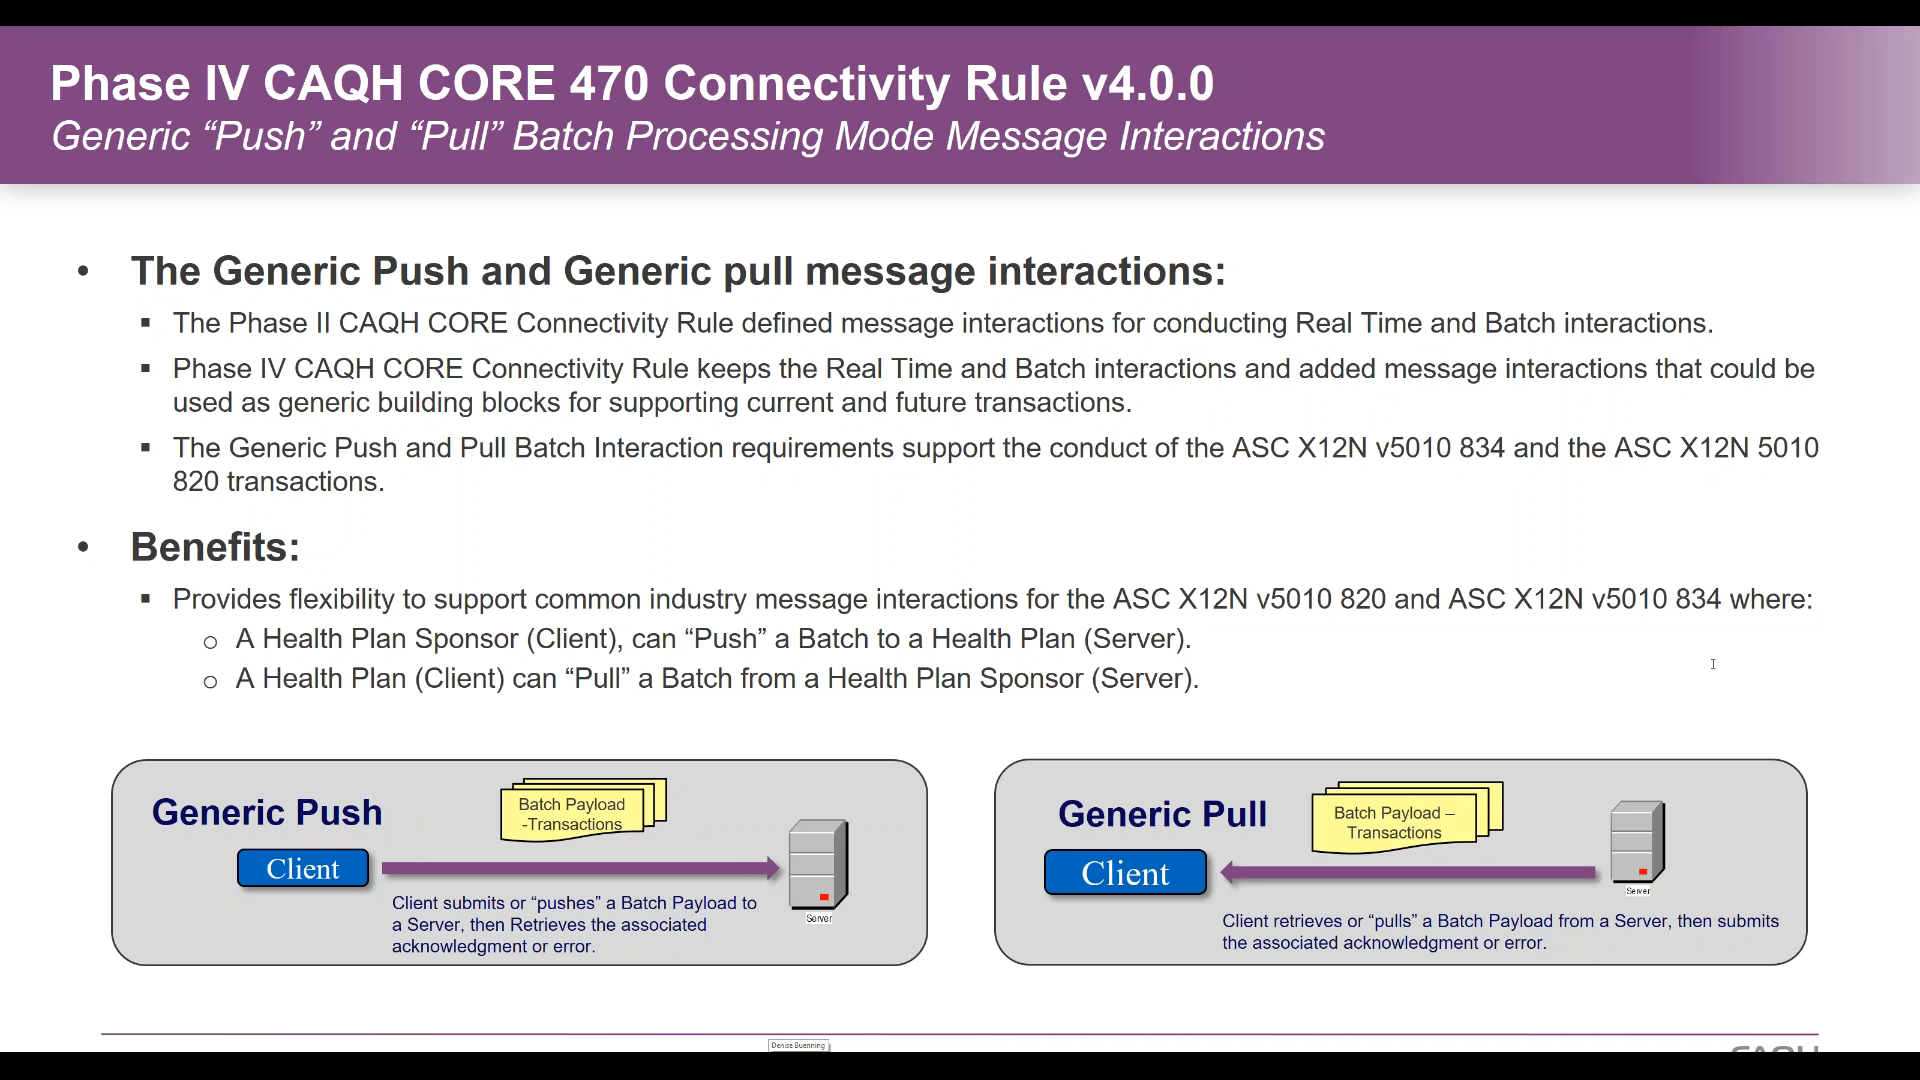 Phase IV CAQH CORE 470 Connectivity Rule v4.0.0
Generic “Push” and “Pull” Batch Processing Mode Message Interactions
• The Generic Push and Generic pull message interactions:
▪ The Phase II CAQH CORE Connectivity Rule defined message interactions for conducting Real Time and Batch interactions.
▪ Phase IV CAQH CORE Connectivity Rule keeps the Real Time and Batch interactions and added message interactions that could be
used as generic building blocks for supporting current and future transactions.
▪ The Generic Push and Pull Batch Interaction requirements support the conduct of the ASC X12N v5010 834 and the ASC X12N 5010
820 transactions.
• Benefits:
▪ Provides flexibility to support common industry message interactions for the ASC X12N v5010 820 and ASC X12N v5010 834 where:
o A Health Plan Sponsor (Client), can “Push” a Batch to a Health Plan (Server).
o A Health Plan (Client) can “Pull” a Batch from a Health Plan Sponsor (Server).
Generic Push
Batch Payload
-Transactions
Client
Server
Client submits or “pushes” a Batch Payload to
a Server, then Retrieves the associated
acknowledgment or error.
Generic Pull
Batch Payload –
Transactions
Client
Server
Client retrieves or “pulls” a Batch Payload from a Server, then submits
the associated acknowledgment or error.
Denise Buenning
CAQH